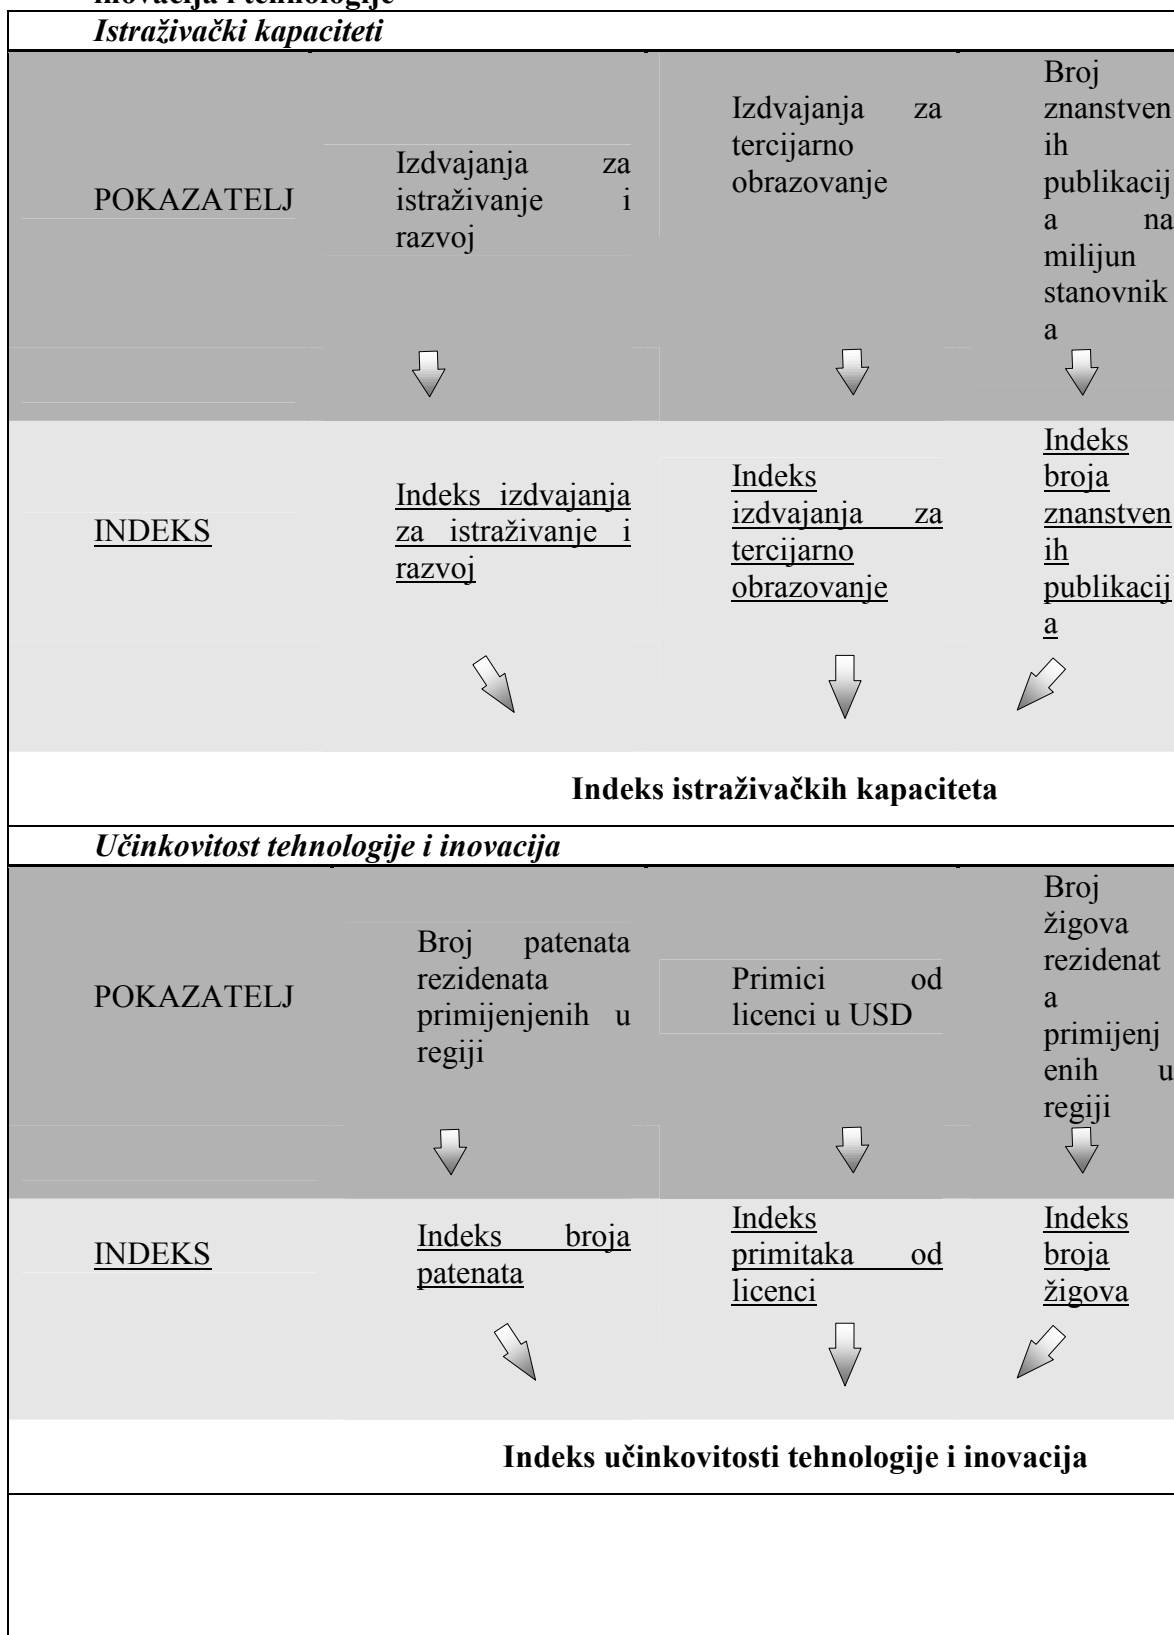 Istraživački kapaciteti
POKAZATELJ
Izdvajanja za
istraživanje i
razvoj
Izdvajanja za
tercijarno
obrazovanje
Broj
znanstven
ih
publikacij
a na
milijun
stanovnik
a
INDEKS
Indeks izdvajanja
za istraživanje i
razvoj
Indeks
izdvajanja za
tercijarno
obrazovanje
Indeks
broja
znanstven
ih
publikacij
a
Indeks istraživačkih kapaciteta
Učinkovitost tehnologije i inovacija
POKAZATELJ
Broj patenata
rezidenata
primijenjenih u
regiji
Primici od
licenci u USD
Broj
žigova
rezidenat
a
primijenj
enih u
regiji
INDEKS
Indeks broja
patenata
Indeks
primitaka od
licenci
Indeks
broja
žigova
Indeks učinkovitosti tehnologije i inovacija